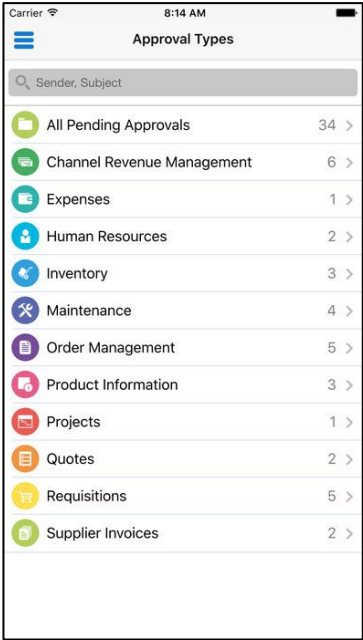 Carrier 8:14 AM
Approval Types
Sender, Subject
All Pending Approvals 34
Channel Revenue Management 6
Expenses 1
Human Resources 2
Inventory 3
Maintenance 4
Order Management 5
Product Information 3
Projects 1
Quotes 2
Requisitions 5
Supplier Invoices 2